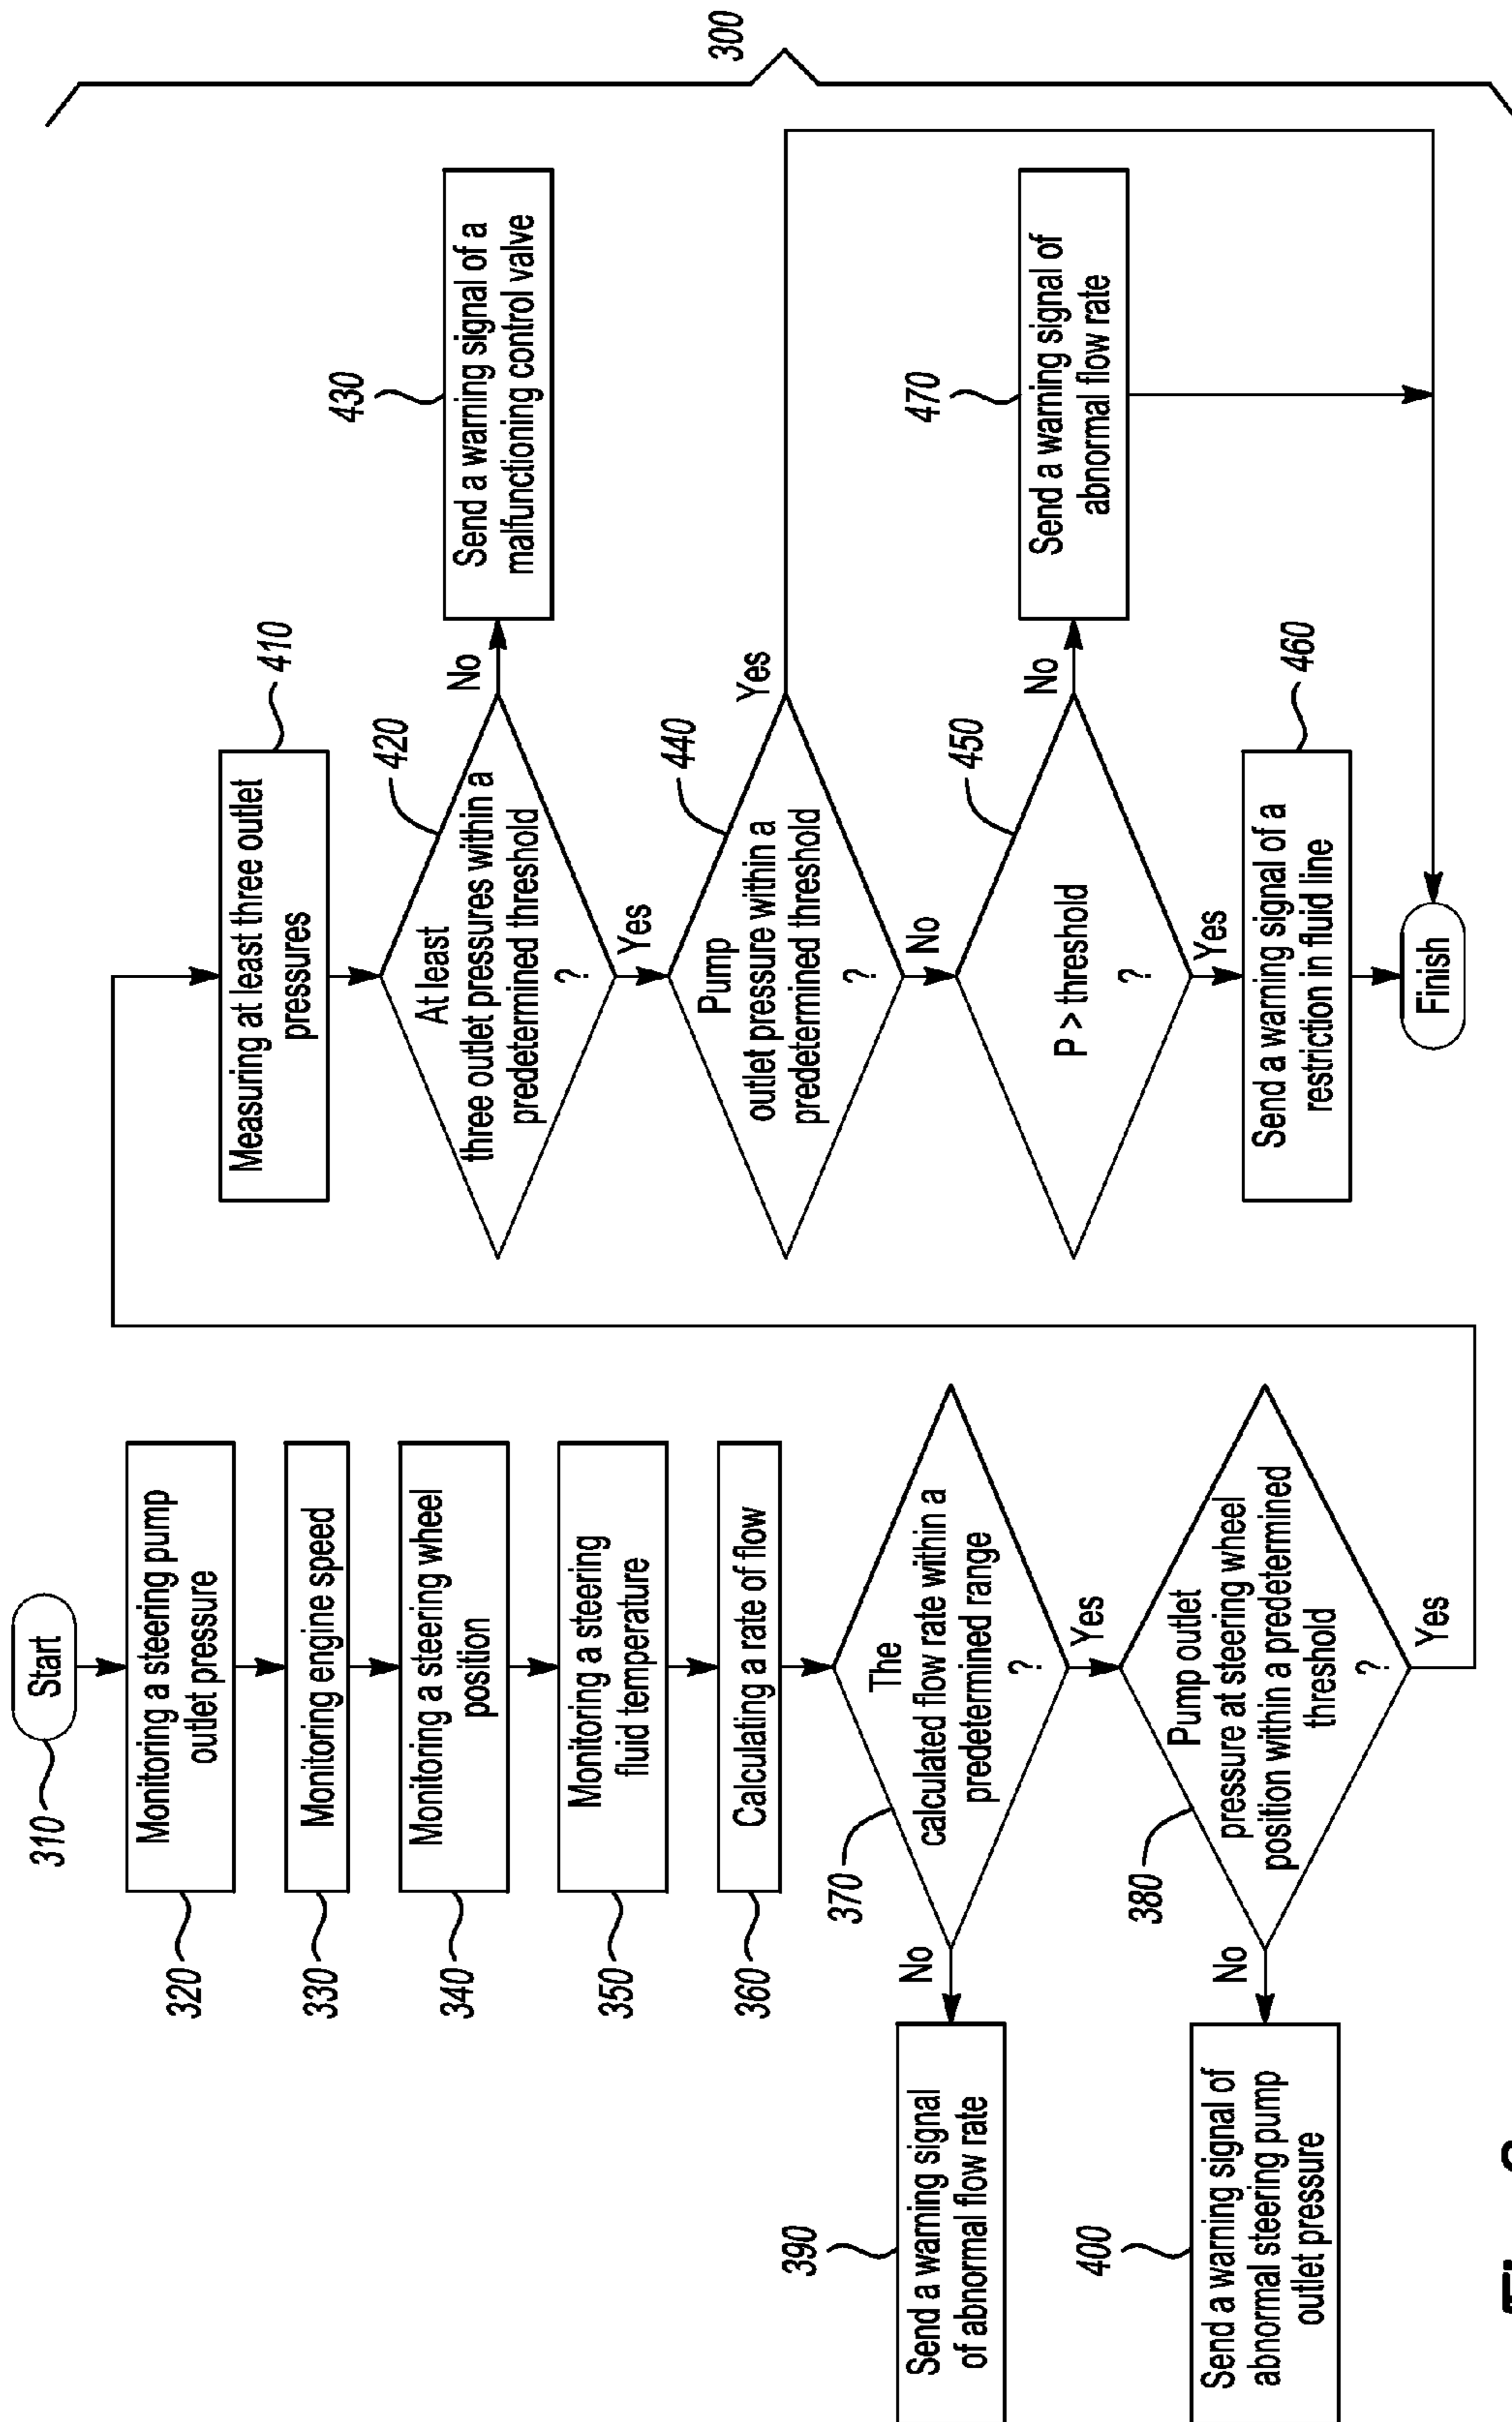 300
310
Start
320
Monitoring a steering pump
outlet pressure
330
Monitoring engine speed
340
Monitoring a steering wheel
position
350
Monitoring a steering
fluid temperature
360
Calculating a rate of flow
370
The
calculated flow rate within a
predetermined range
?
No
Yes
390
Send a warning signal
of abnormal flow rate
380
Pump outlet
pressure at steering wheel
position within a predetermined
threshold
?
No
Yes
400
Send a warning signal of
abnormal steering pump
outlet pressure
410
Measuring at least three outlet
pressures
420
At least
three outlet pressures within a
predetermined threshold
?
No
Yes
430
Send a warning signal of a
malfunctioning control valve
440
Pump
outlet pressure within a
predetermined threshold
?
Yes
No
450
P > threshold
?
No
Yes
470
Send a warning signal of
abnormal flow rate
460
Send a warning signal of a
restriction in fluid line
Finish